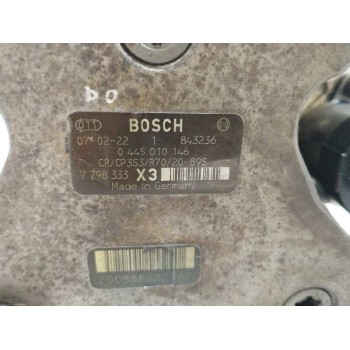 BOSCH
07-02-22 1 843236
0 445 010 146
CR/CP3S3/R70/20-89S
7 798 333 X3
Made in Germany